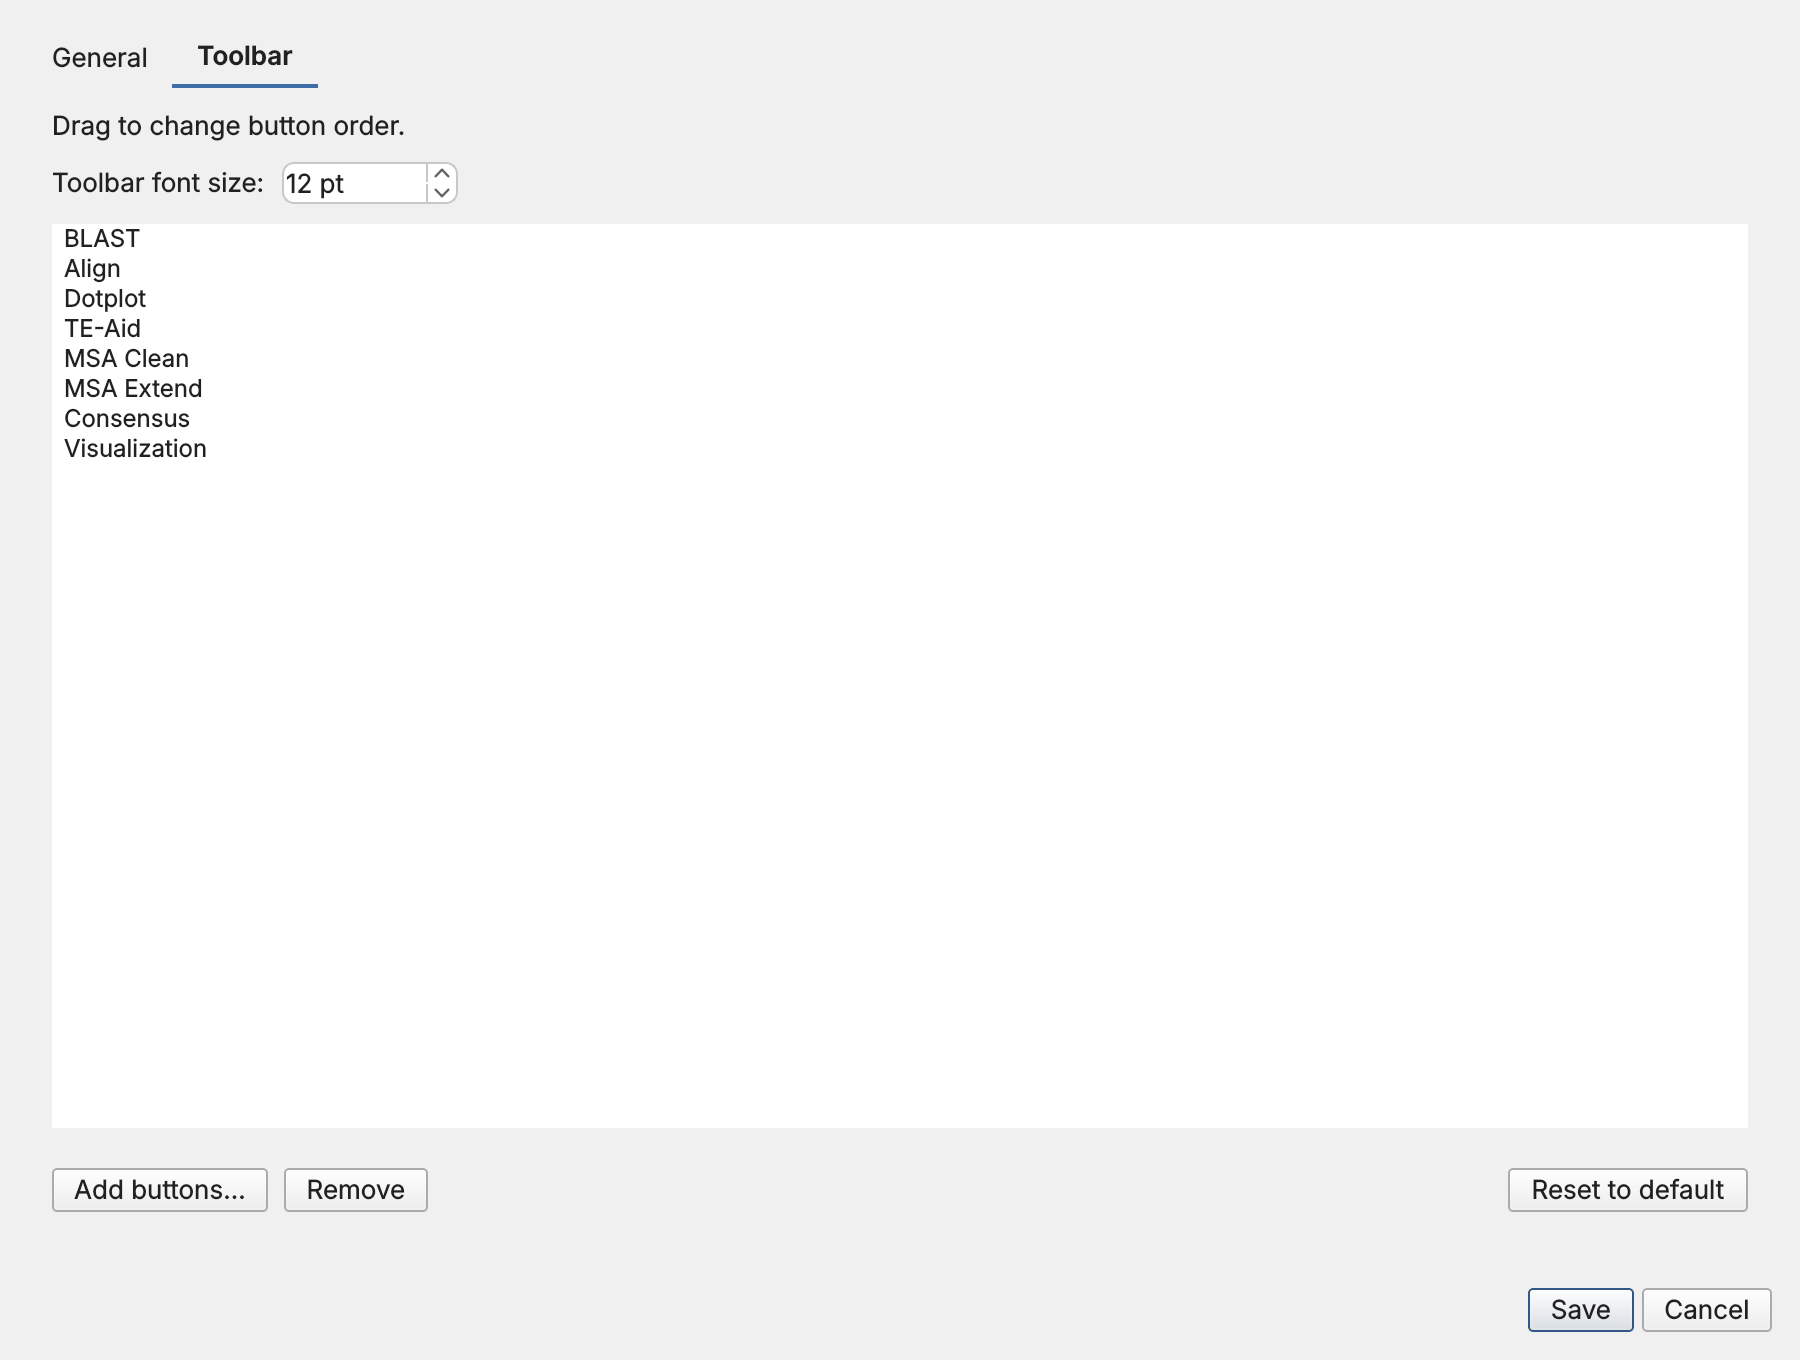 General Toolbar
Drag to change button order.
Toolbar font size: 12 pt
BLAST
Align
Dotplot
TE-Aid
MSA Clean
MSA Extend
Consensus
Visualization
Add buttons... Remove Reset to default
Save Cancel